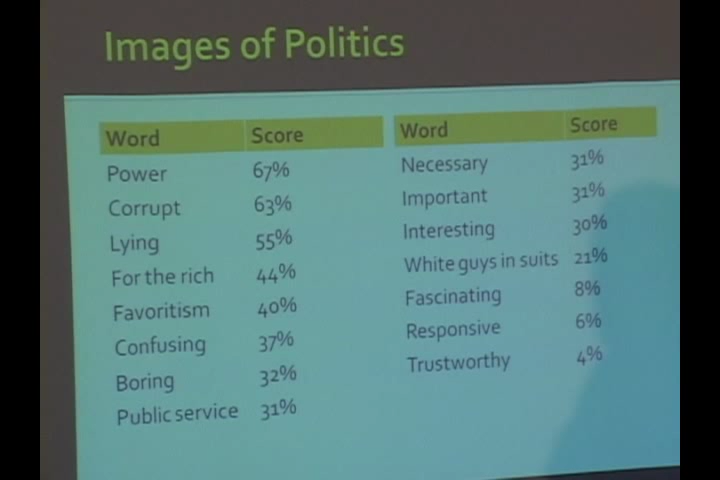 Images of Politics
Word Score
Power 67%
Corrupt 63%
Lying 55%
For the rich 44%
Favoritism 40%
Confusing 37%
Boring 32%
Public service 31%
Word Score
Necessary 31%
Important 31%
Interesting 30%
White guys in suits 21%
Fascinating 8%
Responsive 6%
Trustworthy 4%